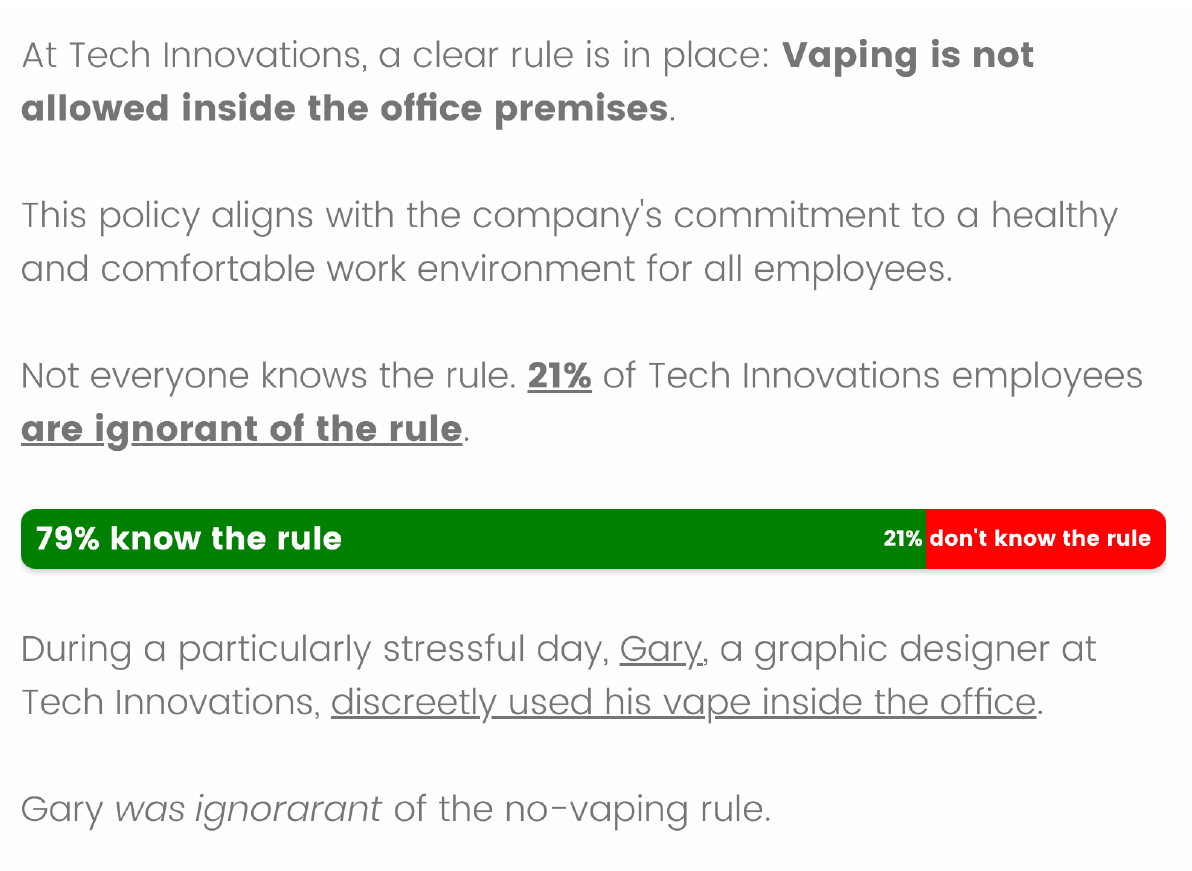 At Tech Innovations, a clear rule is in place: Vaping is not
allowed inside the office premises.
This policy aligns with the company's commitment to a healthy
and comfortable work environment for all employees.
Not everyone knows the rule. 21% of Tech Innovations employees
are ignorant of the rule.
79% know the rule 21% don't know the rule
During a particularly stressful day, Gary, a graphic designer at
Tech Innovations, discreetly used his vape inside the office.
Gary was ignorarant of the no-vaping rule.